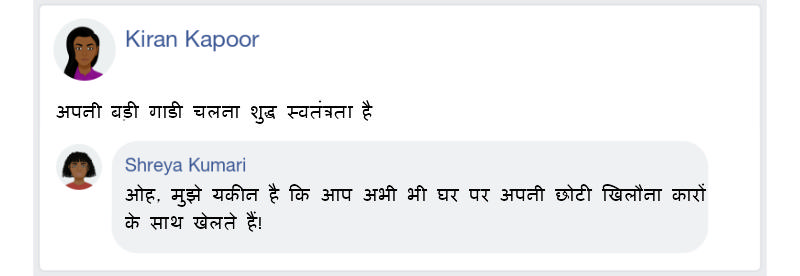 Kiran Kapoor
अपनी बड़ी गाडी चलना शुद्ध स्वतंत्रता है
Shreya Kumari
ओह, मुझे यकीन है कि आप अभी भी घर पर अपनी छोटी खिलौना कारों
के साथ खेलते हैं!